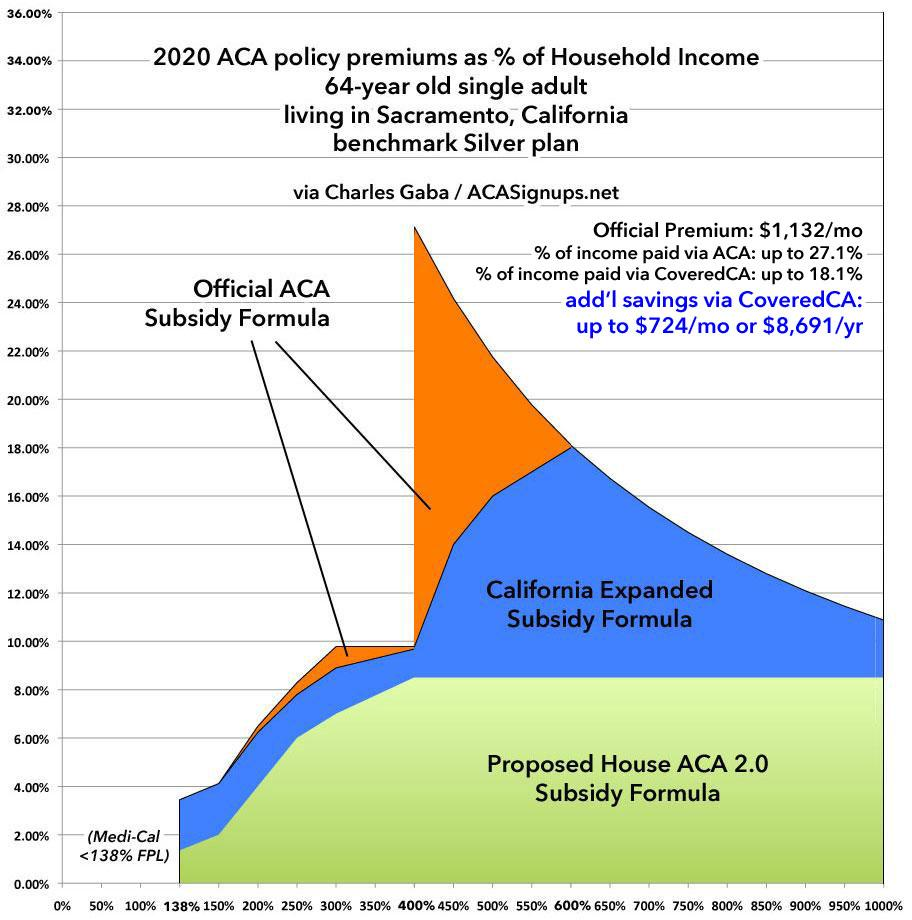 36.00%
34.00%
32.00%
30.00%
28.00%
26.00%
24.00%
22.00%
20.00%
18.00%
16.00%
14.00%
12.00%
10.00%
8.00%
6.00%
4.00%
2.00%
0.00%
2020 ACA policy premiums as % of Household Income
64-year old single adult
living in Sacramento, California
benchmark Silver plan
via Charles Gaba / ACASignups.net
Official Premium: $1,132/mo
% of income paid via ACA: up to 27.1%
% of income paid via CoveredCA: up to 18.1%
add'l savings via CoveredCA:
up to $724/mo or $8,691/yr
Official ACA
Subsidy Formula
California Expanded
Subsidy Formula
Proposed House ACA 2.0
Subsidy Formula
(Medi-Cal
<138% FPL)
0% 50% 100% 138% 150% 200% 250% 300% 350% 400% 450% 500% 550% 600% 650% 700% 750% 800% 850% 900% 950% 1000%